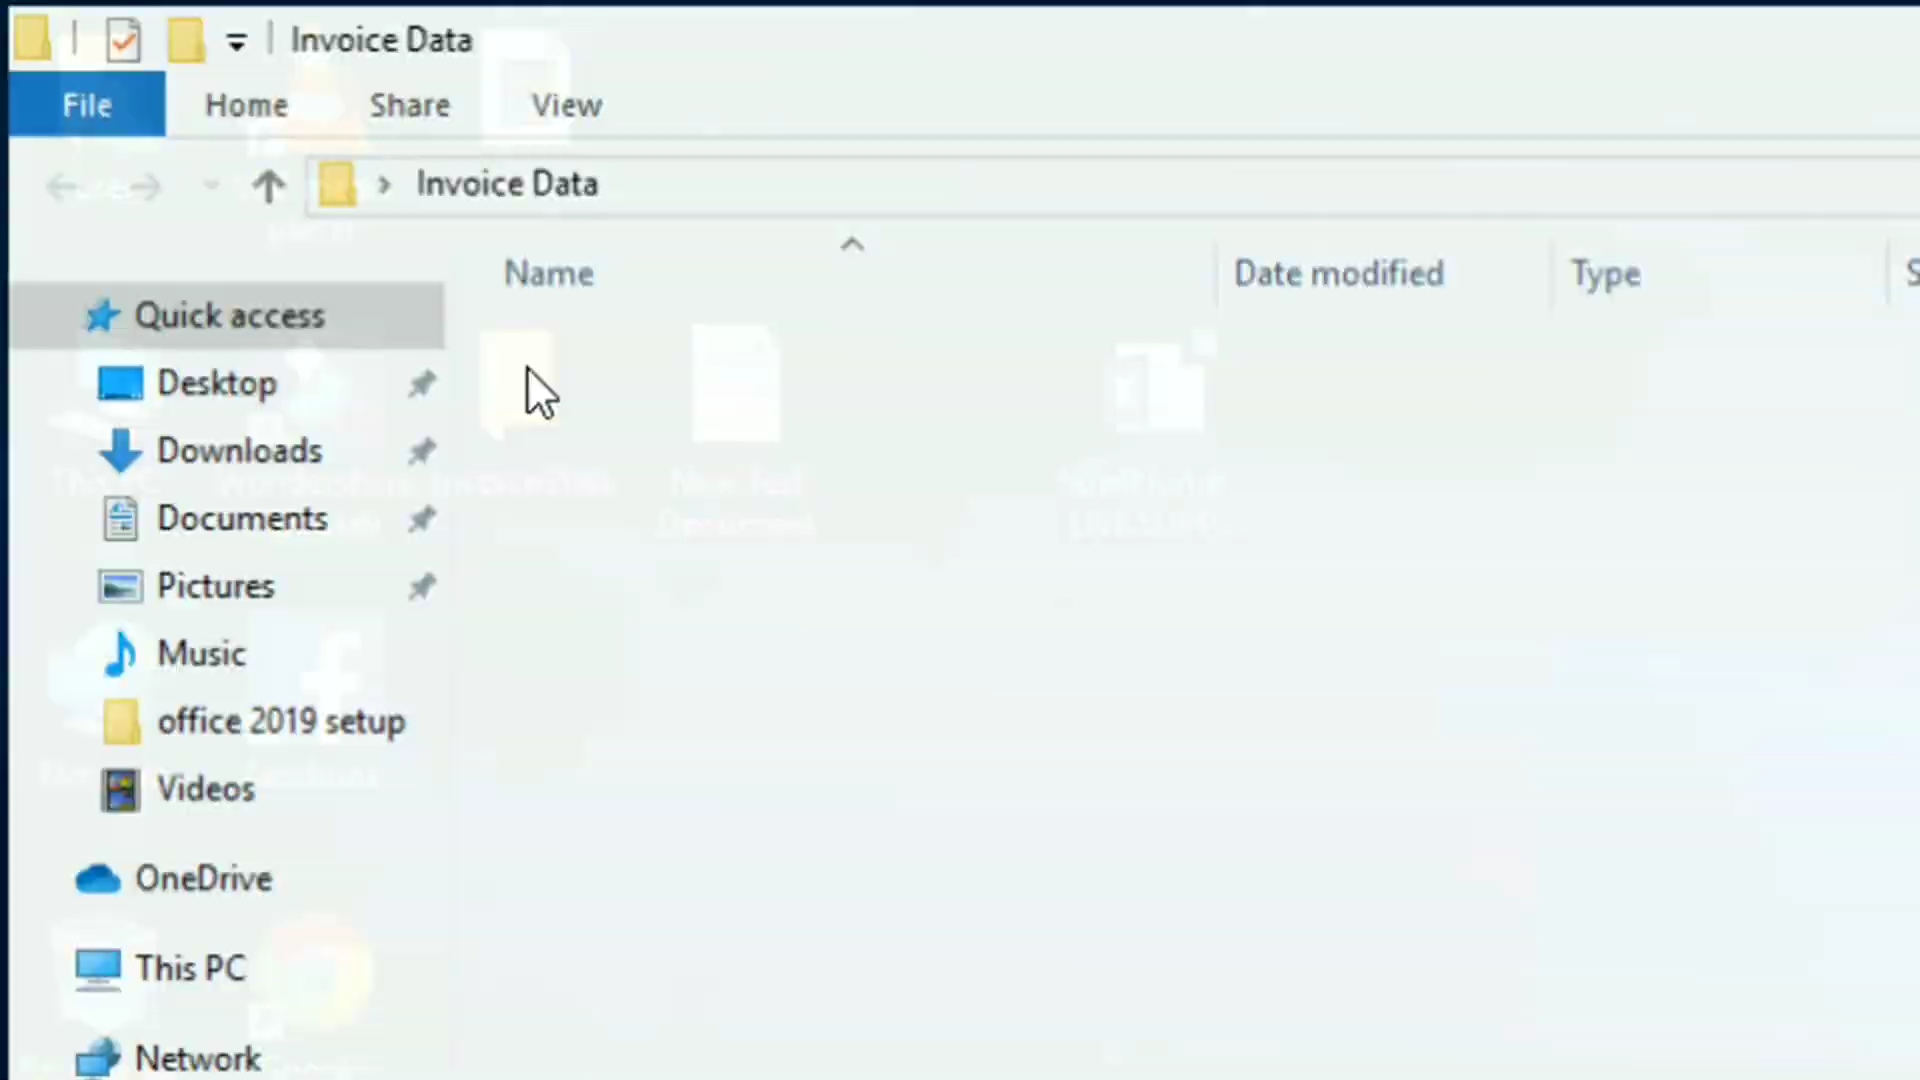 Invoice Data
File Home Share View
Invoice Data
Name Date modified Type S
Quick access
Desktop
Downloads
Documents
Pictures
Music
office 2019 setup
Videos
OneDrive
This PC
Network